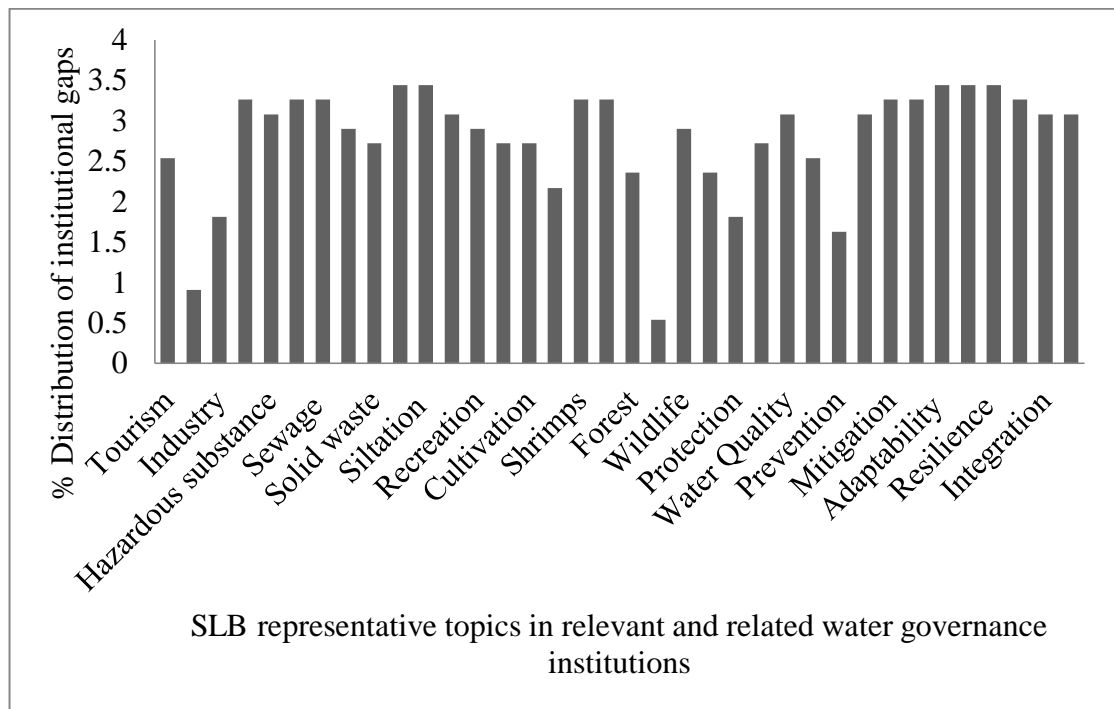 % Distribution of institutional gaps
4
3.5
3
2.5
2
1.5
1
0.5
0
Tourism
Industry
Hazardous substance
Sewage
Solid waste
Siltation
Recreation
Cultivation
Shrimps
Forest
Wildlife
Protection
Water Quality
Prevention
Mitigation
Adaptability
Resilience
Integration
SLB representative topics in relevant and related water governance
institutions